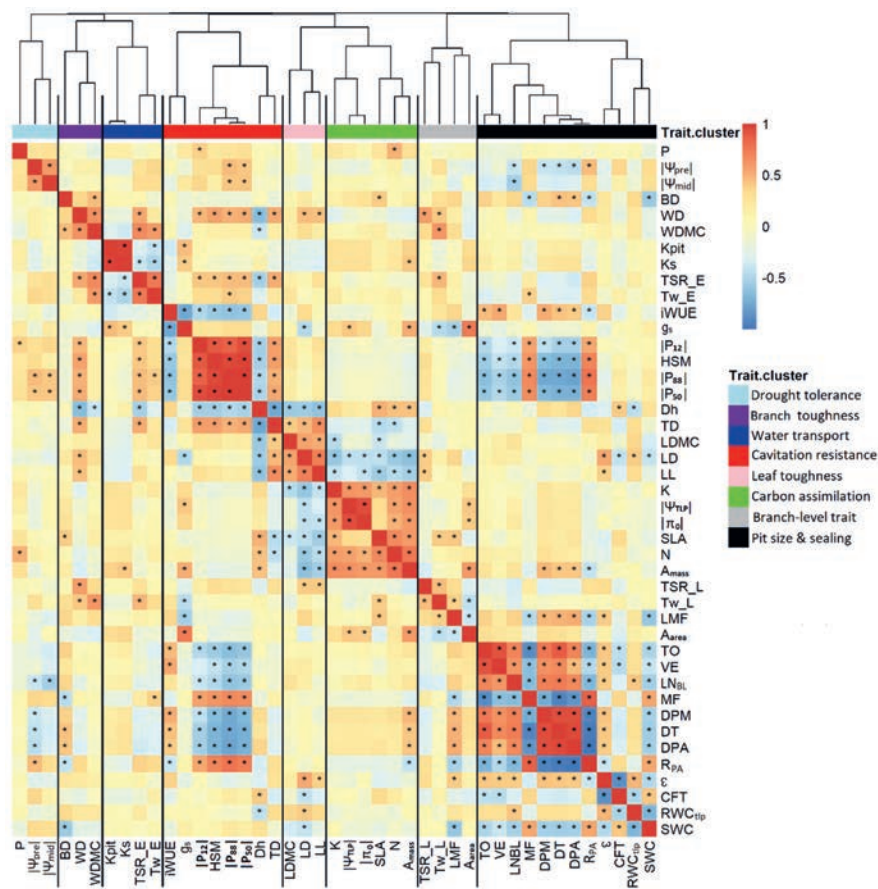 Trait.cluster
P
|Ψpre|
|Ψmid|
BD
WD
WDMC
Kpit
Ks
TSR_E
Tw_E
iWUE
gs
|P12|
HSM
|P88|
|P50|
Dh
TD
LDMC
LD
LL
K
|ΨTLP|
|π0|
SLA
N
Amass
TSR_L
Tw_L
LMF
Aarea
TO
VE
LNBL
MF
DPM
DT
DPA
RPA
ε
CFT
RWCtlp
SWC
1
0.5
0
-0.5
Trait.cluster
Drought tolerance
Branch toughness
Water transport
Cavitation resistance
Leaf toughness
Carbon assimilation
Branch-level trait
Pit size & sealing
P |Ψpre| |Ψmid| BD WD WDMC Kpit Ks TSR_E Tw_E iWUE gs |P12| HSM |P88| |P50| Dh TD LDMC LD LL K |ΨTLP| |π0| SLA N Amass TSR_L Tw_L LMF Aarea TO VE LNBL MF DPM DT DPA RPA ε CFT RWCtlp SWC